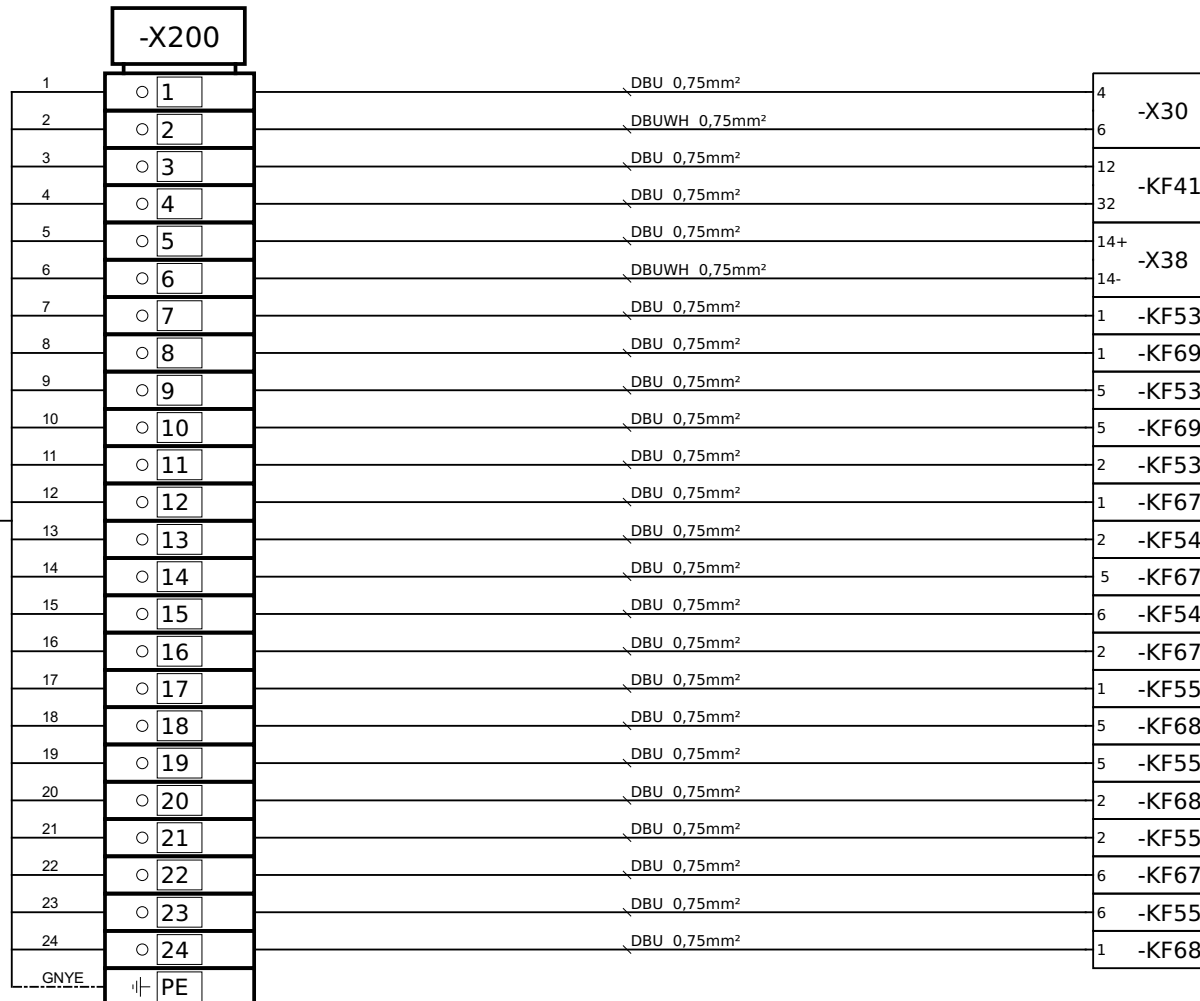 -X200
1 1 DBU 0,75mm² 4 -X30
2 2 DBUWH 0,75mm² 6
3 3 DBU 0,75mm² 12 -KF41
4 4 DBU 0,75mm² 32
5 5 DBU 0,75mm² 14+ -X38
6 6 DBUWH 0,75mm² 14-
7 7 DBU 0,75mm² 1 -KF53
8 8 DBU 0,75mm² 1 -KF69
9 9 DBU 0,75mm² 5 -KF53
10 10 DBU 0,75mm² 5 -KF69
11 11 DBU 0,75mm² 2 -KF53
12 12 DBU 0,75mm² 1 -KF67
13 13 DBU 0,75mm² 2 -KF54
14 14 DBU 0,75mm² 5 -KF67
15 15 DBU 0,75mm² 6 -KF54
16 16 DBU 0,75mm² 2 -KF67
17 17 DBU 0,75mm² 1 -KF55
18 18 DBU 0,75mm² 5 -KF68
19 19 DBU 0,75mm² 5 -KF55
20 20 DBU 0,75mm² 2 -KF68
21 21 DBU 0,75mm² 2 -KF55
22 22 DBU 0,75mm² 6 -KF67
23 23 DBU 0,75mm² 6 -KF55
24 24 DBU 0,75mm² 1 -KF68
GNYE PE